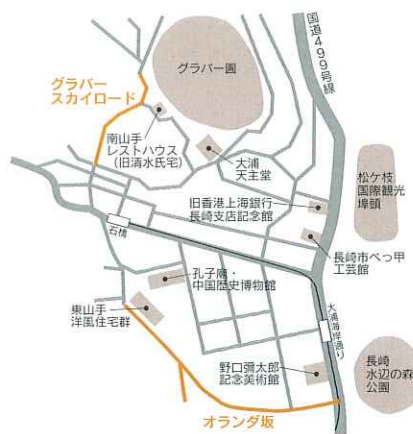 国道499号線
グラバー園
グラバー
スカイロード
南山手
レストハウス
（旧清水氏宅）
大浦
天主堂
松ケ枝
国際観光
埠頭
旧香港上海銀行
長崎支店記念館
石橋
長崎市べっ甲
工芸館
孔子廟・
中国歴史博物館
東山手
洋風住宅群
大浦海岸通り
野口彌太郎
記念美術館
長崎
水辺の森
公園
オランダ坂